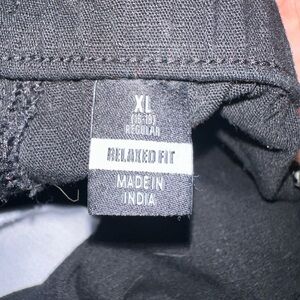 XL
(16-18)
REGULAR
RELAXED FIT
MADE IN
INDIA